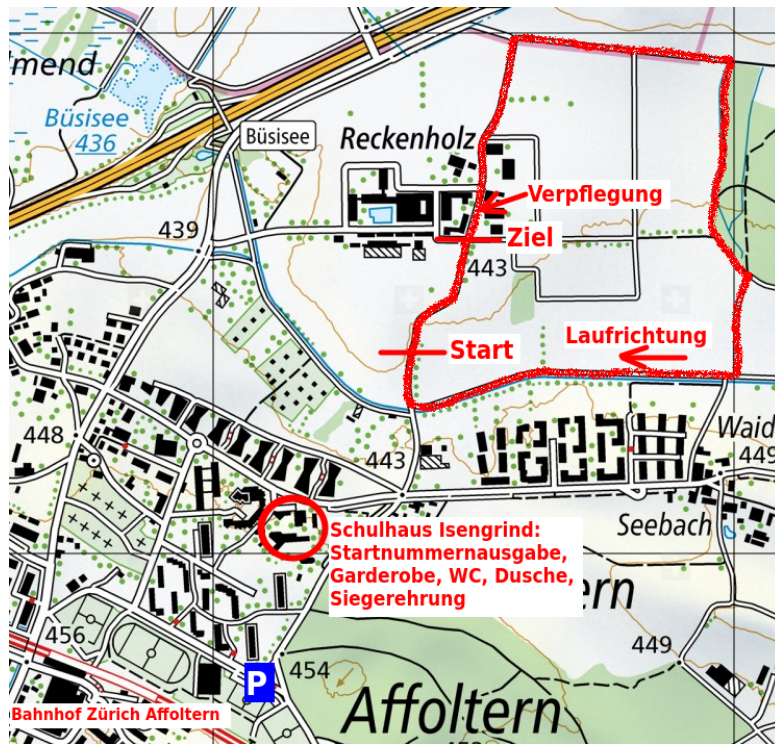 mend
Büsisee
436
Büsisee
Reckenholz
Verpflegung
439
Ziel
443
Laufrichtung
Start
448
443
Waid
449
Seebach
Schulhaus Isengrind:
Startnummernausgabe,
Garderobe, WC, Dusche,
Siegerehrung
ern
456
449
454
P
Affoltern
Bahnhof Zürich Affoltern